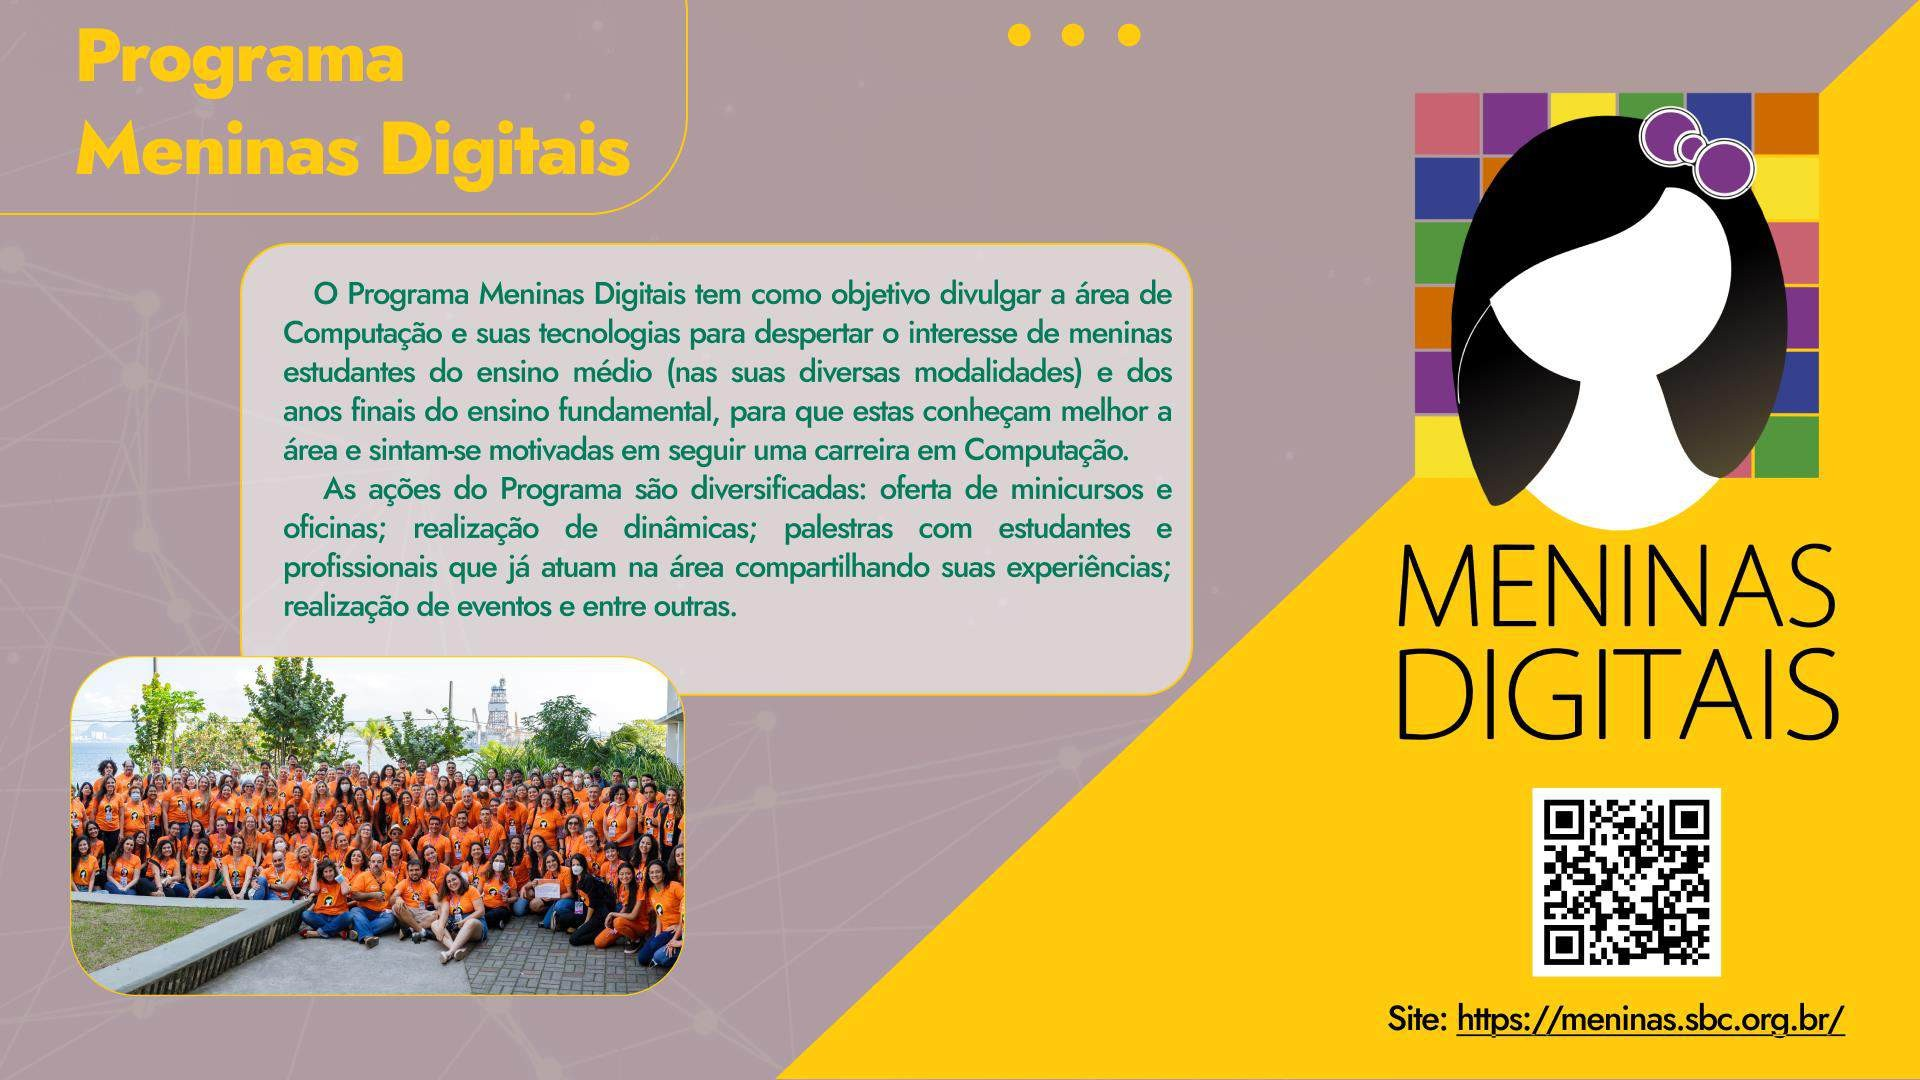 Programa
Meninas Digitais
O Programa Meninas Digitais tem como objetivo divulgar a área de
Computação e suas tecnologias para despertar o interesse de meninas
estudantes do ensino médio (nas suas diversas modalidades) e dos
anos finais do ensino fundamental, para que estas conheçam melhor a
área e sintam-se motivadas em seguir uma carreira em Computação.
As ações do Programa são diversificadas: oferta de minicursos e
oficinas; realização de dinâmicas; palestras com estudantes e
profissionais que já atuam na área compartilhando suas experiências;
realização de eventos e entre outras.
MENINAS
DIGITAIS
Site: https://meninas.sbc.org.br/